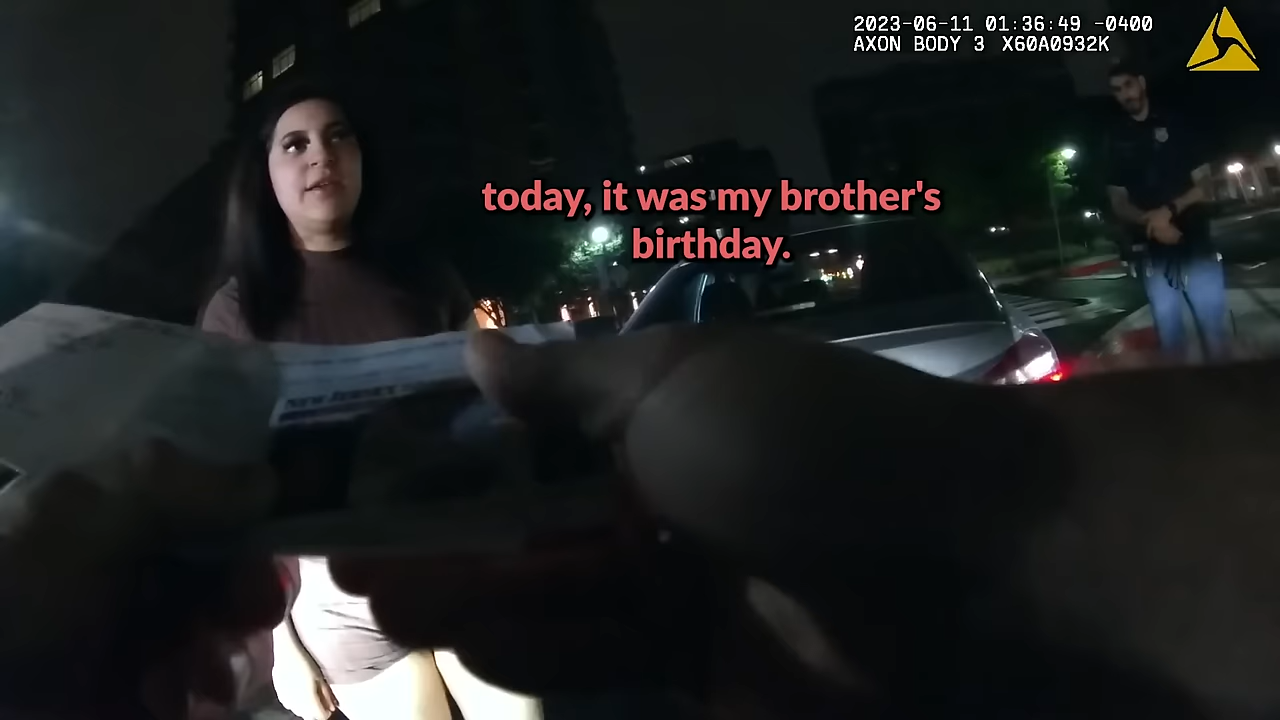 2023-06-11 01:36:49 -0400
AXON BODY 3 X60A0932K
today, it was my brother's
birthday.
NEW JERSEY